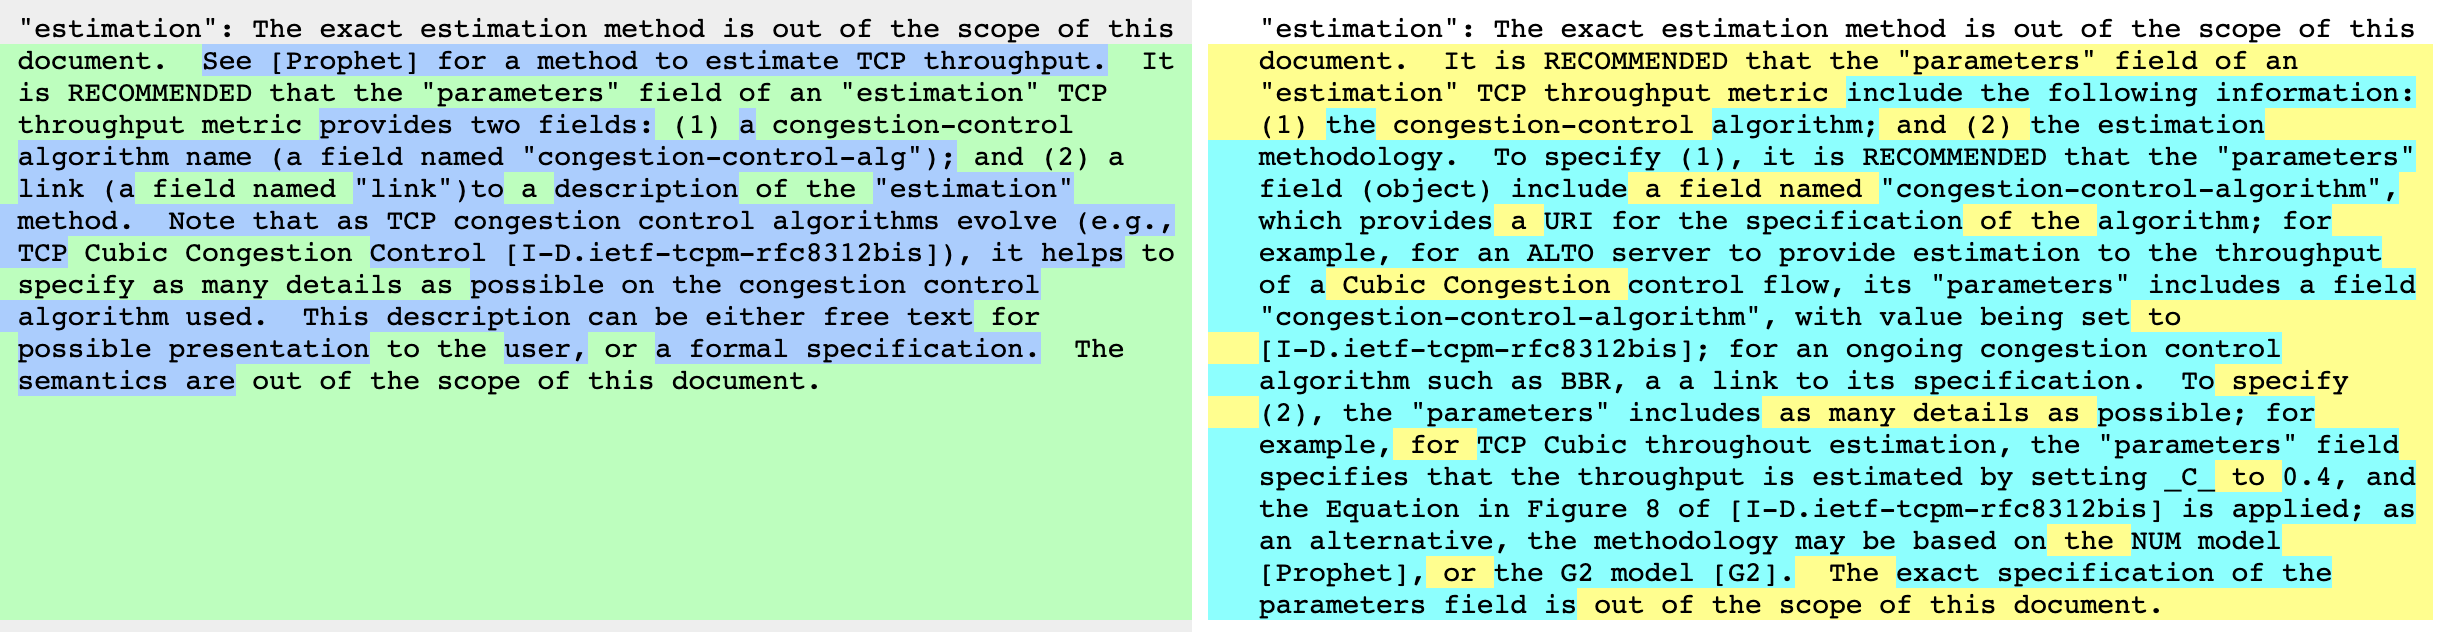 "estimation": The exact estimation method is out of the scope of this
document.  See [Prophet] for a method to estimate TCP throughput.  It
is RECOMMENDED that the "parameters" field of an "estimation" TCP
throughput metric provides two fields: (1) a congestion-control
algorithm name (a field named "congestion-control-alg"); and (2) a
link (a field named "link")to a description of the "estimation"
method.  Note that as TCP congestion control algorithms evolve (e.g.,
TCP Cubic Congestion Control [I-D.ietf-tcpm-rfc8312bis]), it helps to
specify as many details as possible on the congestion control
algorithm used.  This description can be either free text for
possible presentation to the user, or a formal specification.  The
semantics are out of the scope of this document.
"estimation": The exact estimation method is out of the scope of this
document.  It is RECOMMENDED that the "parameters" field of an
"estimation" TCP throughput metric include the following information:
(1) the congestion-control algorithm; and (2) the estimation
methodology.  To specify (1), it is RECOMMENDED that the "parameters"
field (object) include a field named "congestion-control-algorithm",
which provides a URI for the specification of the algorithm; for
example, for an ALTO server to provide estimation to the throughput
of a Cubic Congestion control flow, its "parameters" includes a field
"congestion-control-algorithm", with value being set to
[I-D.ietf-tcpm-rfc8312bis]; for an ongoing congestion control
algorithm such as BBR, a a link to its specification.  To specify
(2), the "parameters" includes as many details as possible; for
example, for TCP Cubic throughout estimation, the "parameters" field
specifies that the throughput is estimated by setting _C_ to 0.4, and
the Equation in Figure 8 of [I-D.ietf-tcpm-rfc8312bis] is applied; as
an alternative, the methodology may be based on the NUM model
[Prophet], or the G2 model [G2].  The exact specification of the
parameters field is out of the scope of this document.